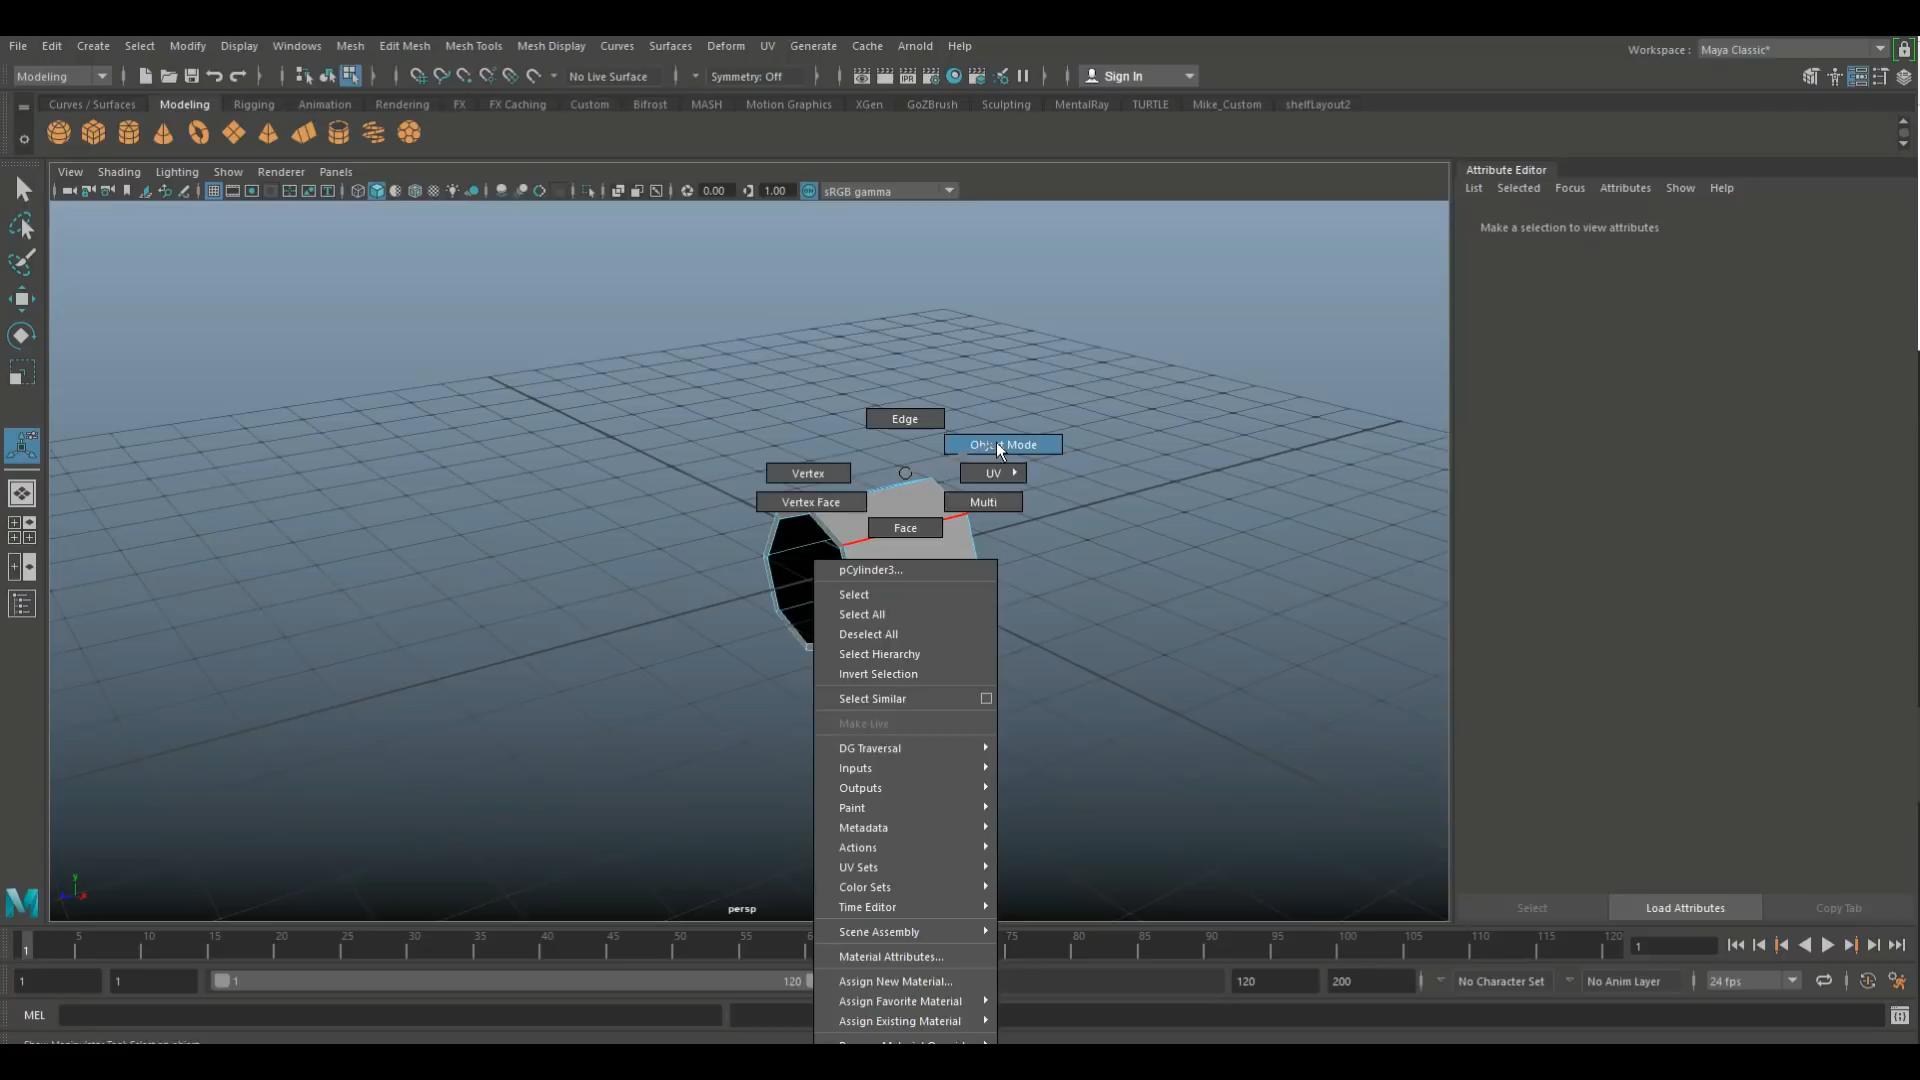 File Edit Create Select Modify Display Windows Mesh Edit Mesh Mesh Tools Mesh Display Curves Surfaces Deform UV Generate Cache Arnold Help
Workspace : Maya Classic*
Modeling No Live Surface Symmetry: Off Sign In
Curves / Surfaces Modeling Rigging Animation Rendering FX FX Caching Custom Bifrost MASH Motion Graphics XGen GoZBrush Sculpting MentalRay TURTLE Mike_Custom shelfLayout2
View Shading Lighting Show Renderer Panels
0.00 1.00 ON sRGB gamma
Attribute Editor
List Selected Focus Attributes Show Help
Make a selection to view attributes
Edge
Object Mode
Vertex UV
Vertex Face Multi
Face
pCylinder3...
Select
Select All
Deselect All
Select Hierarchy
Invert Selection
Select Similar
Make Live
DG Traversal
Inputs
Outputs
Paint
Metadata
Actions
UV Sets
Color Sets
Time Editor
Scene Assembly
Material Attributes...
Assign New Material...
Assign Favorite Material
Assign Existing Material
y
persp
Select Load Attributes Copy Tab
1 5 10 15 20 25 30 35 40 45 50 55 75 80 85 90 95 100 105 110 115 120 1
1 1 1 120 120 200 No Character Set No Anim Layer 24 fps
MEL